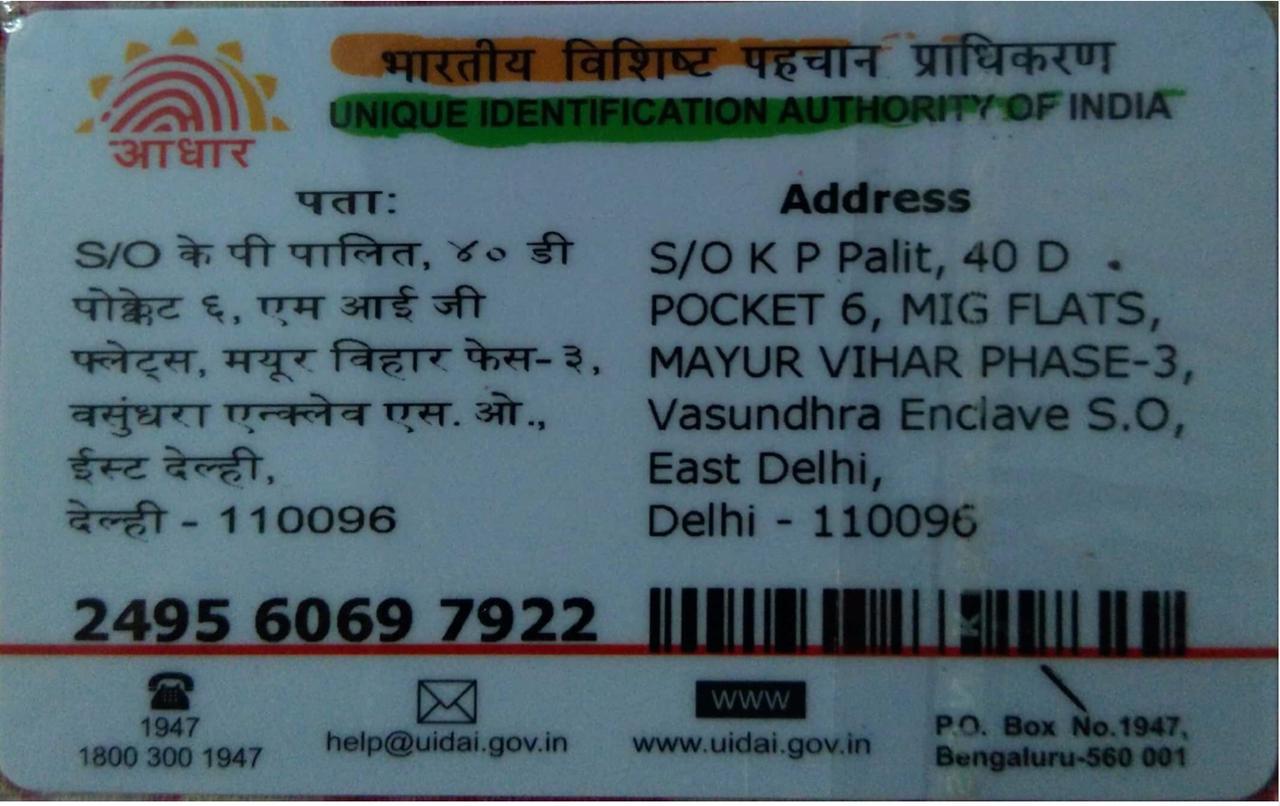 भारतीय विशिष्ट पहचान प्राधिकरण
UNIQUE IDENTIFICATION AUTHORITY OF INDIA
आधार
पता:
S/O के पी पालित, ४० डी
पोक्केट ६, एम आई जी
फ्लेट्स, मयूर विहार फेस-३,
वसुंधरा एन्क्लेव एस. ओ.,
ईस्ट देल्ही,
देल्ही - 110096
Address
S/O K P Palit, 40 D
POCKET 6, MIG FLATS,
MAYUR VIHAR PHASE-3,
Vasundhra Enclave S.O,
East Delhi,
Delhi - 110096
2495 6069 7922
1947
1800 300 1947
help@uidai.gov.in
WWW
www.uidai.gov.in
P.O. Box No.1947,
Bengaluru-560 001